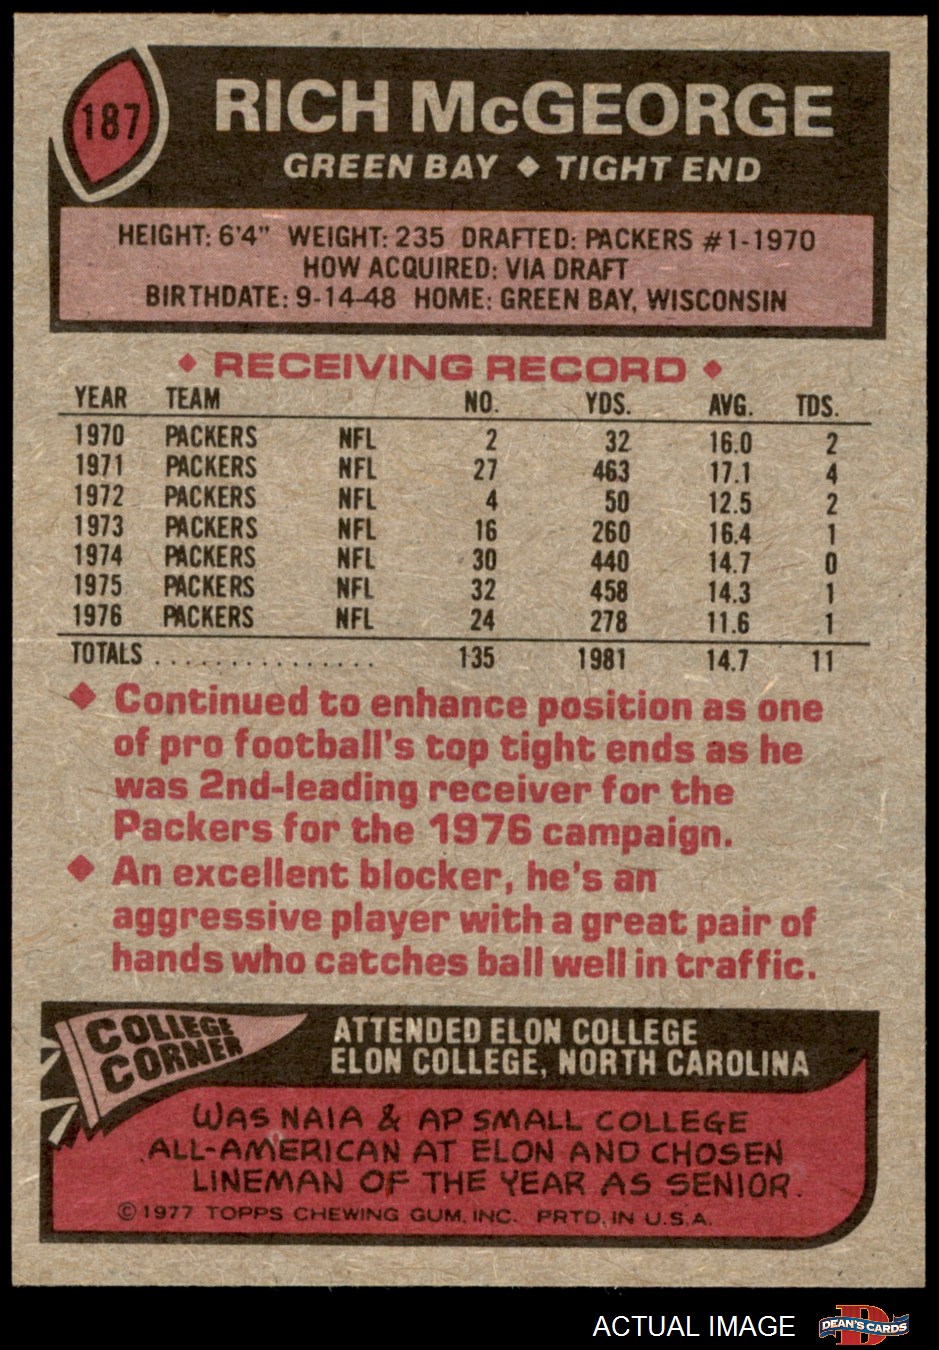 187
RICH McGEORGE
GREEN BAY ♦ TIGHT END
HEIGHT: 6'4" WEIGHT: 235 DRAFTED: PACKERS #1-1970
HOW ACQUIRED: VIA DRAFT
BIRTHDATE: 9-14-48 HOME: GREEN BAY, WISCONSIN
♦ RECEIVING RECORD ♦
YEAR TEAM NO. YDS. AVG. TDS.
1970 PACKERS NFL 2 32 16.0 2
1971 PACKERS NFL 27 463 17.1 4
1972 PACKERS NFL 4 50 12.5 2
1973 PACKERS NFL 16 260 16.4 1
1974 PACKERS NFL 30 440 14.7 0
1975 PACKERS NFL 32 458 14.3 1
1976 PACKERS NFL 24 278 11.6 1
TOTALS . . . . . . . . . . . . . . . 135 1981 14.7 11
♦ Continued to enhance position as one
of pro football's top tight ends as he
was 2nd-leading receiver for the
Packers for the 1976 campaign.
♦ An excellent blocker, he's an
aggressive player with a great pair of
hands who catches ball well in traffic.
COLLEGE
CORNER
ATTENDED ELON COLLEGE
ELON COLLEGE, NORTH CAROLINA
WAS NAIA & AP SMALL COLLEGE
ALL-AMERICAN AT ELON AND CHOSEN
LINEMAN OF THE YEAR AS SENIOR.
©1977 TOPPS CHEWING GUM, INC. PRTD. IN U.S.A.
ACTUAL IMAGE
D
DEAN'S CARDS